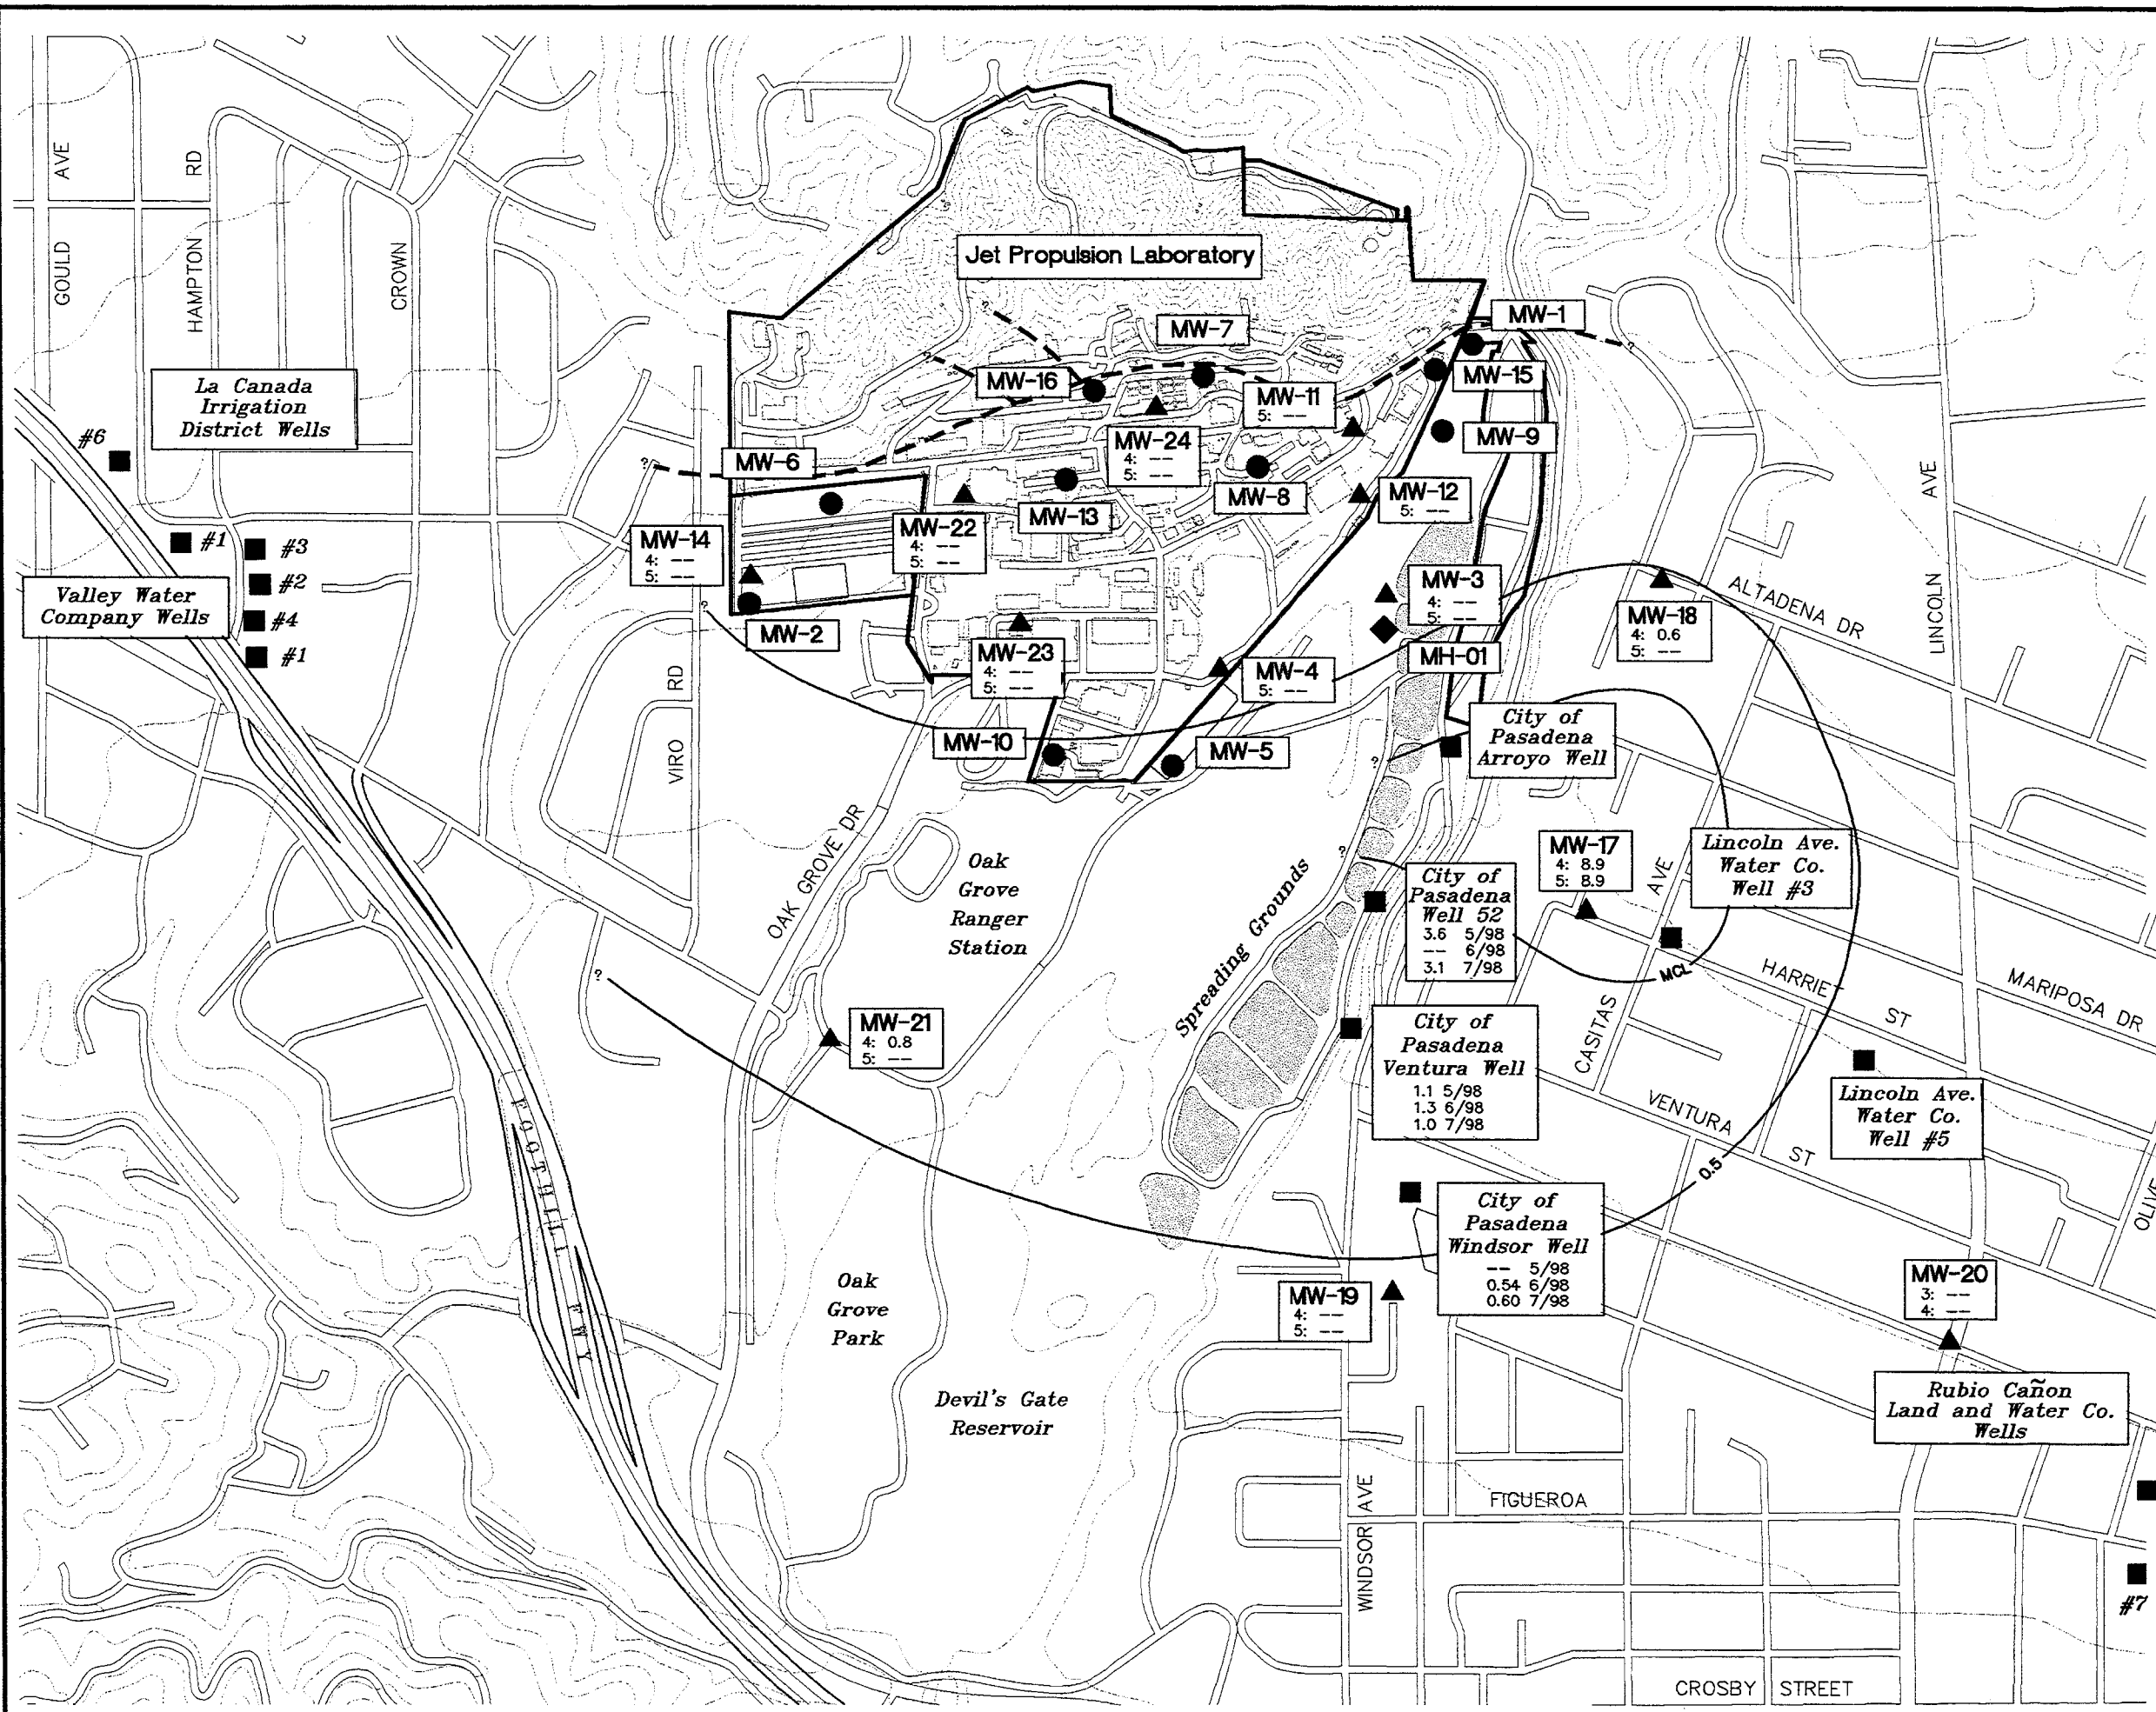 GOULD AVE
HAMPTON RD
CROWN
Jet Propulsion Laboratory
MW-1
MW-7
MW-16
MW-15
MW-11
5: --
La Canada
Irrigation
District Wells
#6
MW-9
MW-24
4: --
5: --
MW-6
MW-8
MW-12
5: --
MW-13
MW-22
4: --
5: --
MW-14
4: --
5: --
#1
#3
#2
#4
#1
Valley Water
Company Wells
MW-2
MW-3
4: --
5: --
MH-01
MW-18
4: 0.6
5: --
ALTADENA DR
LINCOLN AVE
MW-23
4: --
5: --
MW-4
5: --
VIRO RD
MW-10
MW-5
City of
Pasadena
Arroyo Well
OAK GROVE DR
Oak
Grove
Ranger
Station
Spreading Grounds
MW-17
4: 8.9
5: 8.9
Lincoln Ave.
Water Co.
Well #3
City of
Pasadena
Well 52
3.6 5/98
-- 6/98
3.1 7/98
MCL
CASITAS AVE
HARRIET ST
MARIPOSA DR
MW-21
4: 0.8
5: --
City of
Pasadena
Ventura Well
1.1 5/98
1.3 6/98
1.0 7/98
VENTURA ST
Lincoln Ave.
Water Co.
Well #5
0.5
OLIVE
FOOTHILL FWY
City of
Pasadena
Windsor Well
-- 5/98
0.54 6/98
0.60 7/98
MW-19
4: --
5: --
MW-20
3: --
4: --
Oak
Grove
Park
Devil's Gate
Reservoir
Rubio Cañon
Land and Water Co.
Wells
WINDSOR AVE
FIGUEROA
#7
CROSBY STREET
?
?
?
?
?
?
?
?